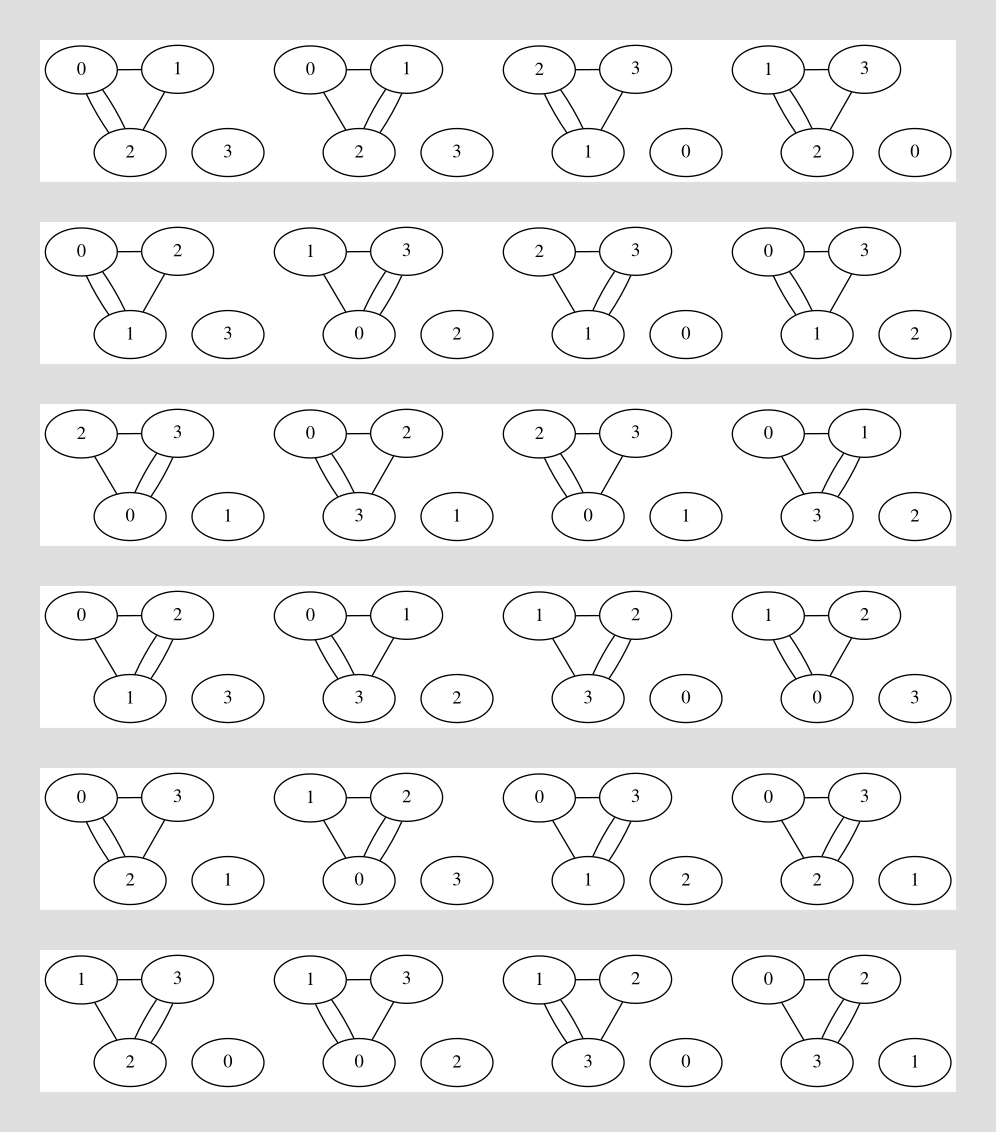 0 1 0 1 2 3 1 3
2 3 2 3 1 0 2 0
0 2 1 3 2 3 0 3
1 3 0 2 1 0 1 2
2 3 0 2 2 3 0 1
0 1 3 1 0 1 3 2
0 2 0 1 1 2 1 2
1 3 3 2 3 0 0 3
0 3 1 2 0 3 0 3
2 1 0 3 1 2 2 1
1 3 1 3 1 2 0 2
2 0 0 2 3 0 3 1